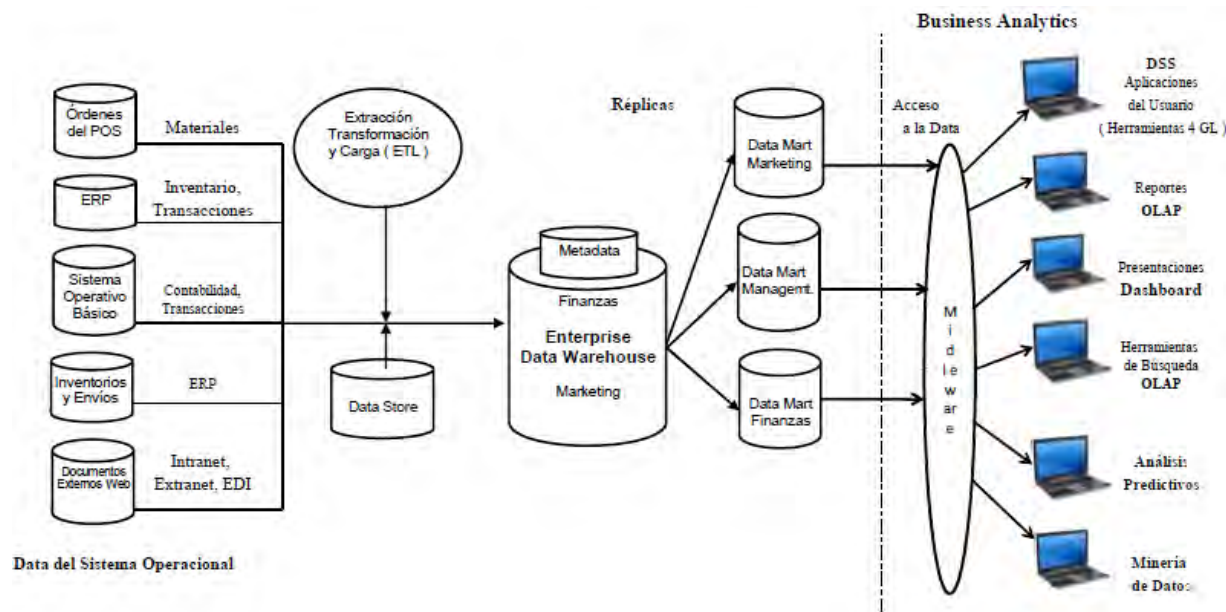 Business Analytics
Órdenes
del POS
Materiales
ERP
Inventario,
Transacciones
Sistema
Operativo
Básico
Contabilidad,
Transacciones
Inventorios
y Envíos
ERP
Documentos
Externos Web
Intranet,
Extranet, EDI
Data del Sistema Operacional
Extracción
Transformación
y Carga ( ETL )
Data Store
Metadata
Finanzas
Enterprise
Data Warehouse
Marketing
Réplicas
Data Mart
Marketing
Data Mart
Managemt.
Data Mart
Finanzas
Acceso
a la Data
Middleware
DSS
Aplicaciones
del Usuario
( Herramientas 4 GL )
Reportes
OLAP
Presentaciones
Dashboard
Herramientas
de Búsqueda
OLAP
Análisis
Predictivos
Minería
de Datos